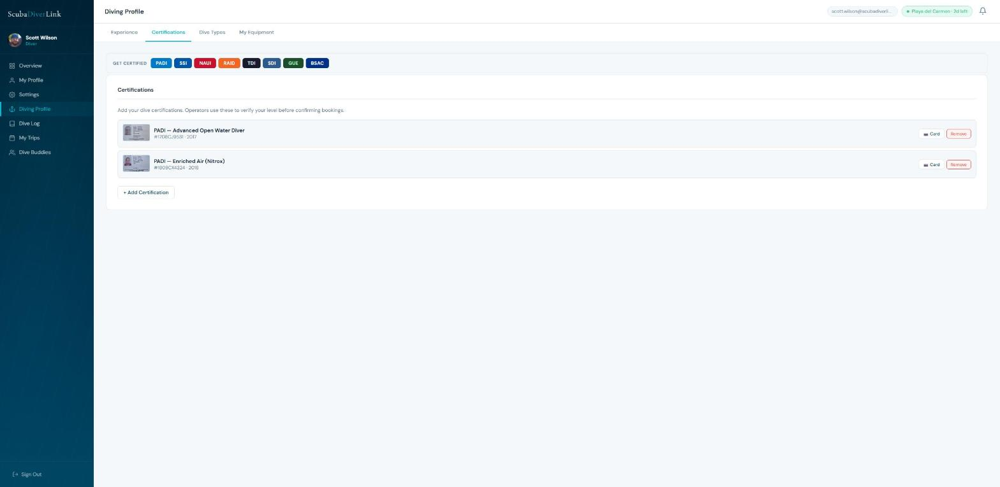 ScubaDiverLink
Scott Wilson
Diver
Overview
My Profile
Settings
Diving Profile
Dive Log
My Trips
Dive Buddies
Sign Out
Diving Profile
scott.wilson@scubadiverli...
Playa del Carmen · 2d left
Experience
Certifications
Dive Types
My Equipment
GET CERTIFIED
PADI
SSI
NAUI
RAID
TDI
SDI
GUE
BSAC
Certifications
Add your dive certifications. Operators use these to verify your level before confirming bookings.
PADI — Advanced Open Water Diver
#1708CJ9531 · 2017
Card
Remove
PADI — Enriched Air (Nitrox)
#1809CX4324 · 2018
Card
Remove
+ Add Certification